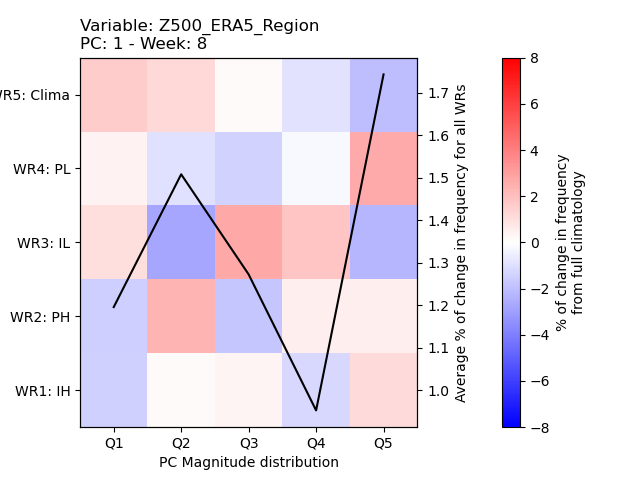 Variable: Z500_ERA5_Region
PC: 1 - Week: 8
WR5: Clima
WR4: PL
WR3: IL
WR2: PH
WR1: IH
Q1 Q2 Q3 Q4 Q5
PC Magnitude distribution
1.7
1.6
1.5
1.4
1.3
1.2
1.1
1.0
Average % of change in frequency for all WRs
8
6
4
2
0
−2
−4
−6
−8
% of change in frequency
from full climatology